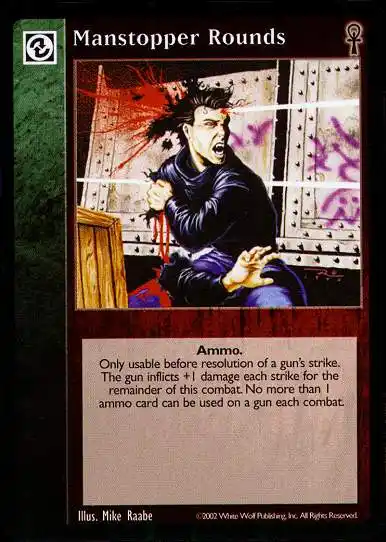 Manstopper Rounds
Ammo.
Only usable before resolution of a gun's strike.
The gun inflicts +1 damage each strike for the
remainder of this combat. No more than 1
ammo card can be used on a gun each combat.
Illus. Mike Raabe
©2002 White Wolf Publishing, Inc. All Rights Reserved.